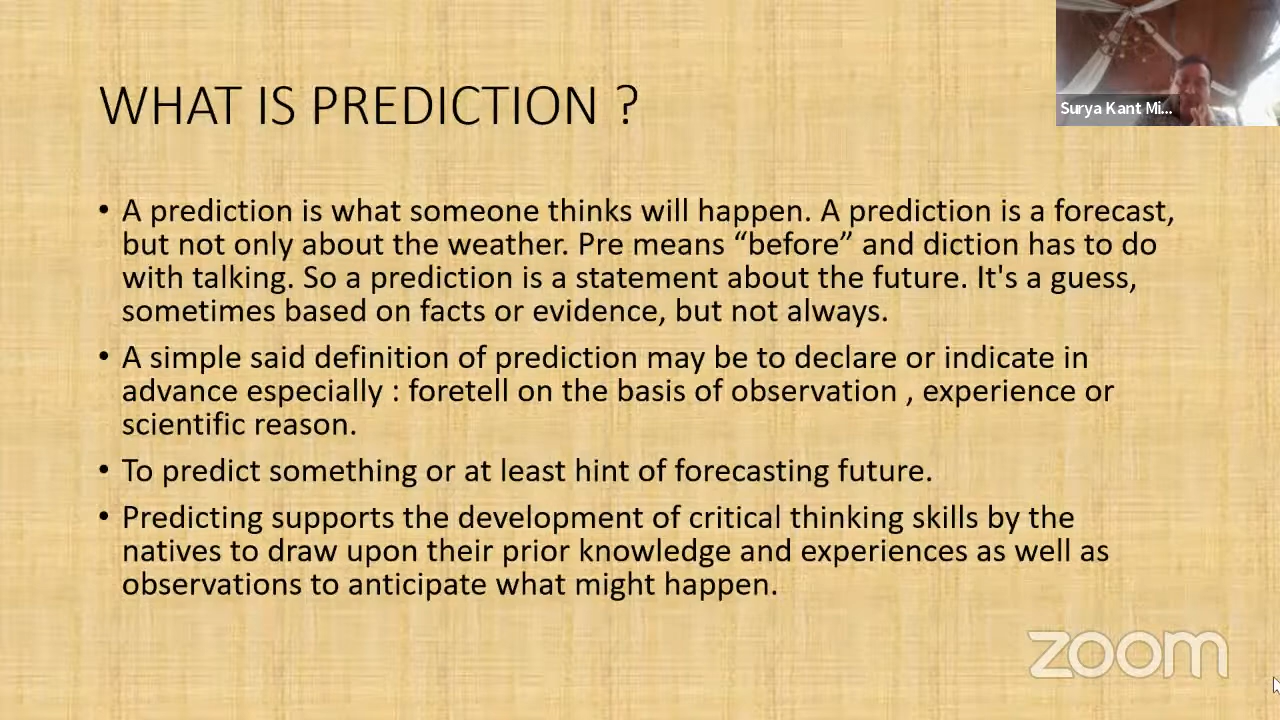 WHAT IS PREDICTION ?
Surya Kant Mi...
• A prediction is what someone thinks will happen. A prediction is a forecast,
but not only about the weather. Pre means “before” and diction has to do
with talking. So a prediction is a statement about the future. It's a guess,
sometimes based on facts or evidence, but not always.
• A simple said definition of prediction may be to declare or indicate in
advance especially : foretell on the basis of observation , experience or
scientific reason.
• To predict something or at least hint of forecasting future.
• Predicting supports the development of critical thinking skills by the
natives to draw upon their prior knowledge and experiences as well as
observations to anticipate what might happen.
zoom